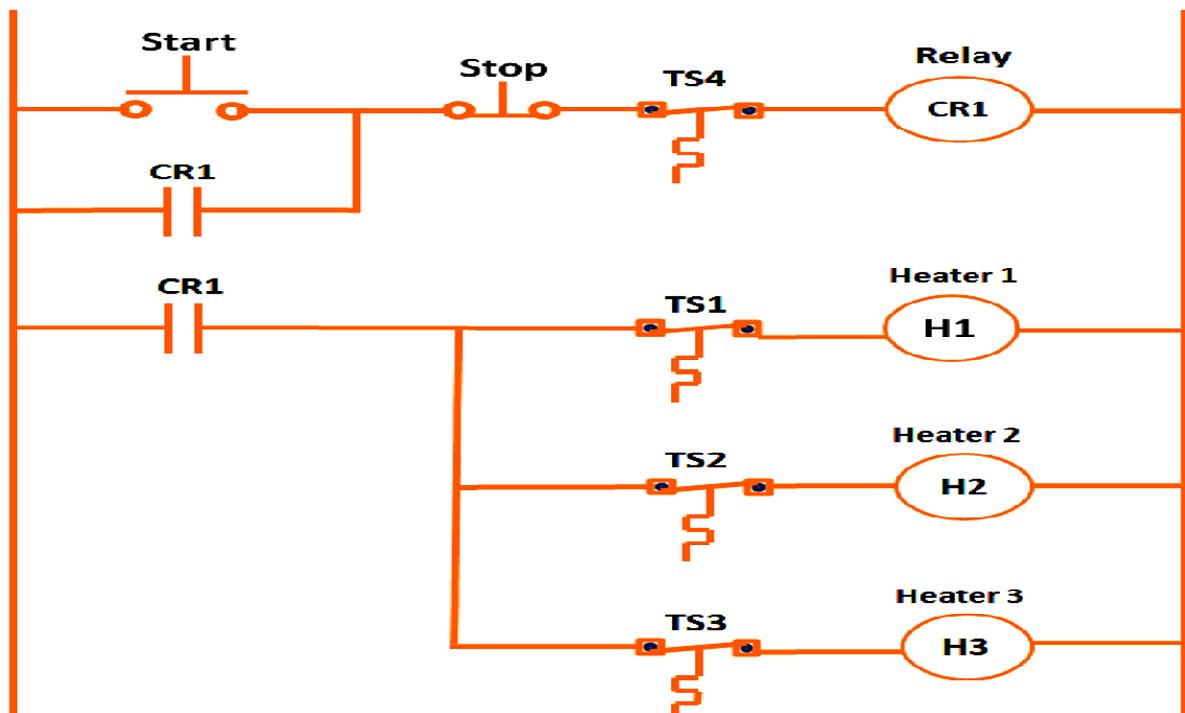 Start
Stop
TS4
Relay
CR1
CR1
CR1
TS1
Heater 1
H1
TS2
Heater 2
H2
TS3
Heater 3
H3